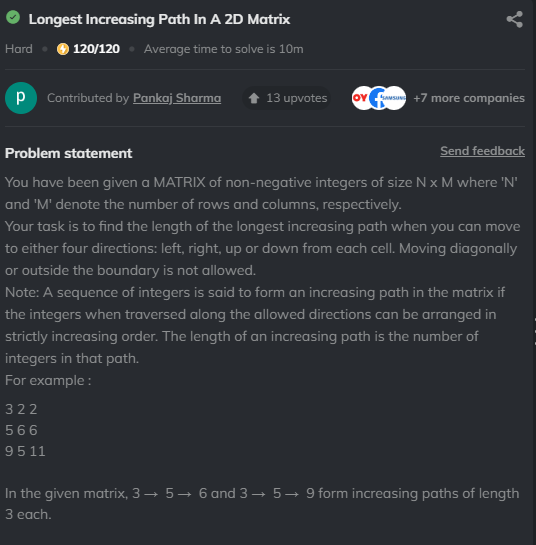 Longest Increasing Path In A 2D Matrix
Hard • 120/120 • Average time to solve is 10m
p Contributed by Pankaj Sharma 13 upvotes OY SAMSUNG +7 more companies
Problem statement Send feedback
You have been given a MATRIX of non-negative integers of size N x M where 'N'
and 'M' denote the number of rows and columns, respectively.
Your task is to find the length of the longest increasing path when you can move
to either four directions: left, right, up or down from each cell. Moving diagonally
or outside the boundary is not allowed.
Note: A sequence of integers is said to form an increasing path in the matrix if
the integers when traversed along the allowed directions can be arranged in
strictly increasing order. The length of an increasing path is the number of
integers in that path.
For example :
3 2 2
5 6 6
9 5 11
In the given matrix, 3 → 5 → 6 and 3 → 5 → 9 form increasing paths of length
3 each.